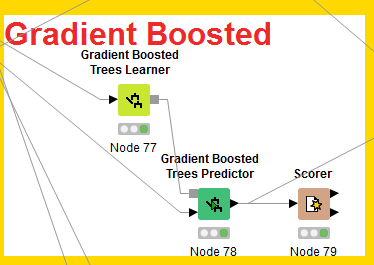 Gradient Boosted
Gradient Boosted
Trees Learner
Node 77
Gradient Boosted
Trees Predictor
Scorer
Node 78
Node 79